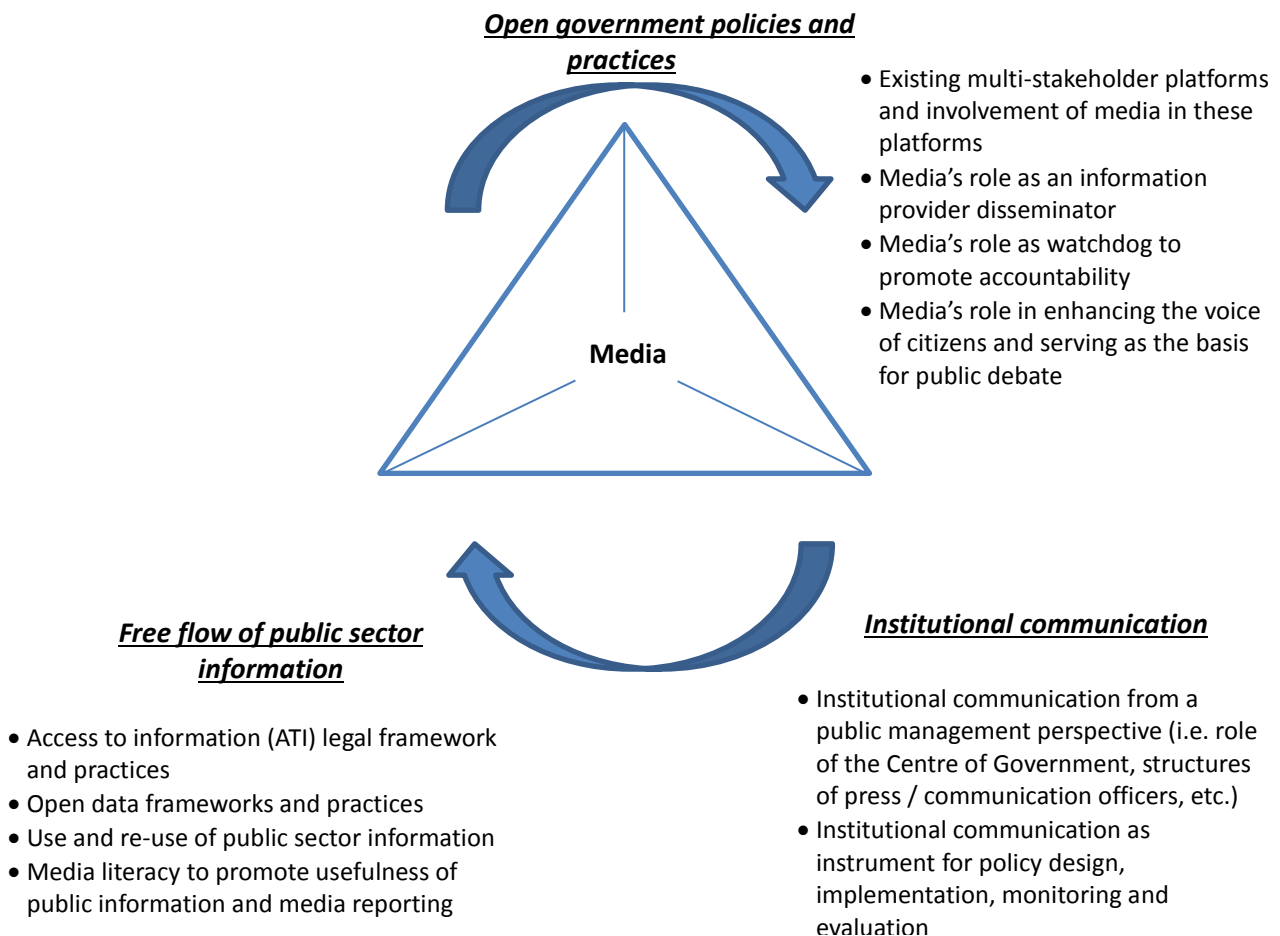 Open government policies and
practices
• Existing multi-stakeholder platforms
and involvement of media in these
platforms
• Media’s role as an information
provider disseminator
• Media’s role as watchdog to
promote accountability
• Media’s role in enhancing the voice
of citizens and serving as the basis
for public debate
Media
Free flow of public sector
information
• Access to information (ATI) legal framework
and practices
• Open data frameworks and practices
• Use and re-use of public sector information
• Media literacy to promote usefulness of
public information and media reporting
Institutional communication
• Institutional communication from a
public management perspective (i.e. role
of the Centre of Government, structures
of press / communication officers, etc.)
• Institutional communication as
instrument for policy design,
implementation, monitoring and
evaluation